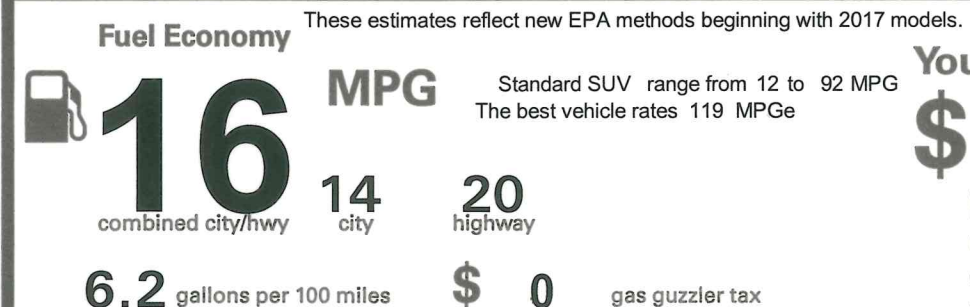 These estimates reflect new EPA methods beginning with 2017 models.
Fuel Economy
16 MPG
Standard SUV range from 12 to 92 MPG
The best vehicle rates 119 MPGe
$
combined city/hwy
14 city
20 highway
6.2 gallons per 100 miles
$ 0 gas guzzler tax